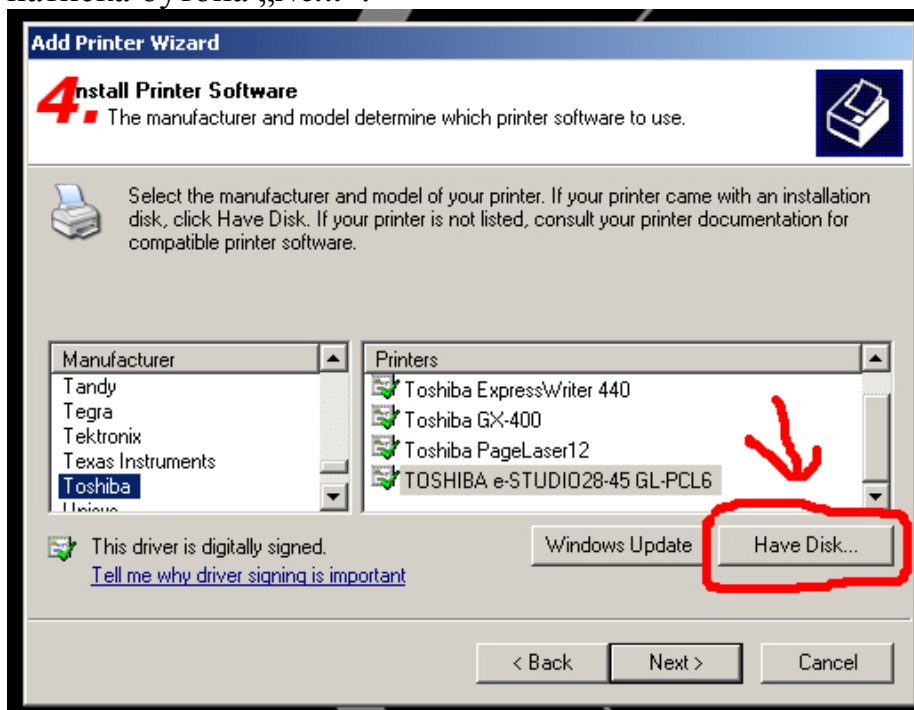 Add Printer Wizard
4.
nstall Printer Software
The manufacturer and model determine which printer software to use.
Select the manufacturer and model of your printer. If your printer came with an installation
disk, click Have Disk. If your printer is not listed, consult your printer documentation for
compatible printer software.
Manufacturer
Tandy
Tegra
Tektronix
Texas Instruments
Toshiba
Printers
Toshiba ExpressWriter 440
Toshiba GX-400
Toshiba PageLaser12
TOSHIBA e-STUDIO28-45 GL-PCL6
This driver is digitally signed.
Tell me why driver signing is important
Windows Update
Have Disk...
< Back
Next >
Cancel